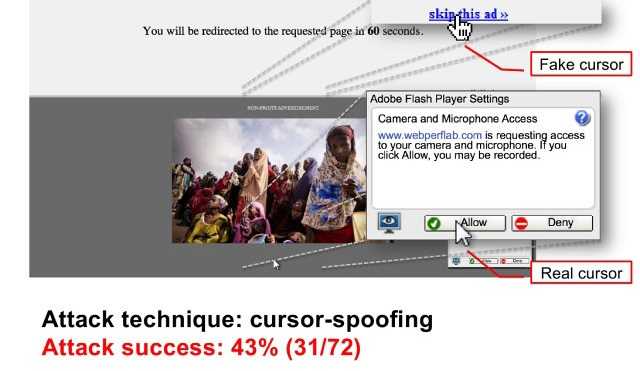 skip this ad »
You will be redirected to the requested page in 60 seconds.
Fake cursor
Adobe Flash Player Settings
NON-PROFIT ADVERTISEMENT
Camera and Microphone Access
?
www.webperflab.com is requesting access
to your camera and microphone. If you
click Allow, you may be recorded.
Allow
Deny
Allow
Deny
Real cursor
Attack technique: cursor-spoofing
Attack success: 43% (31/72)